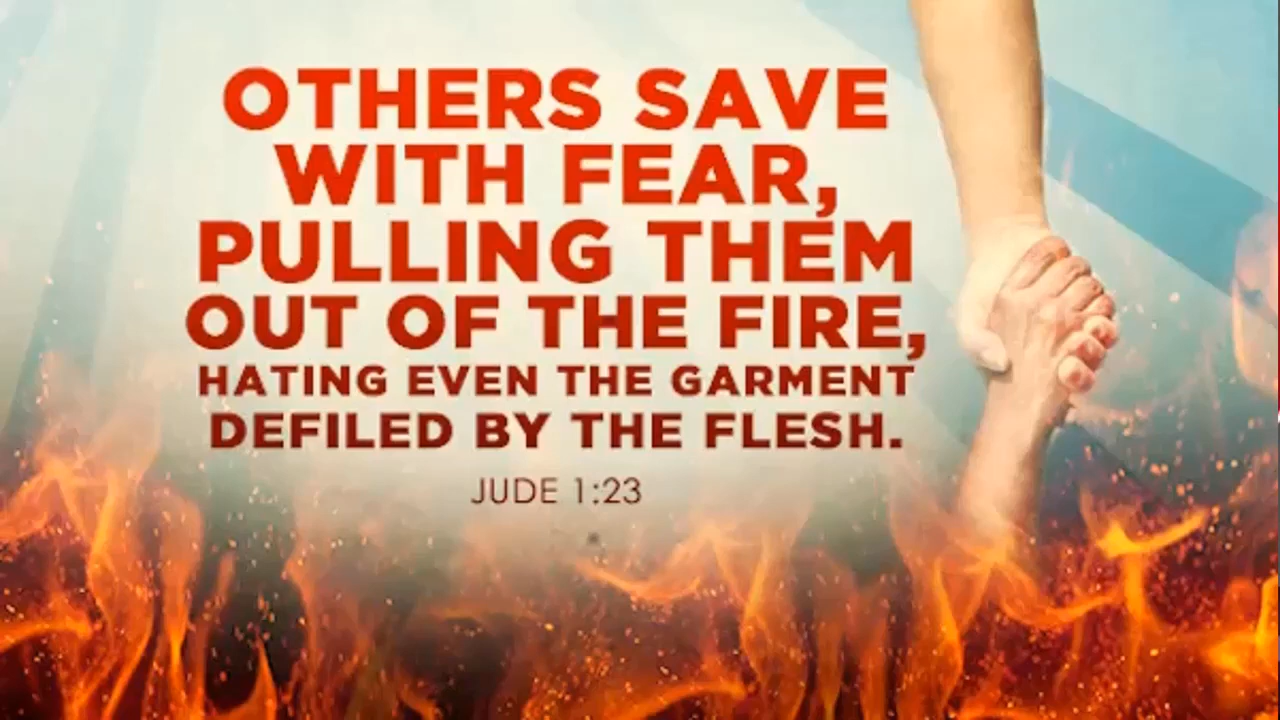 OTHERS SAVE
WITH FEAR,
PULLING THEM
OUT OF THE FIRE,
HATING EVEN THE GARMENT
DEFILED BY THE FLESH.
JUDE 1:23